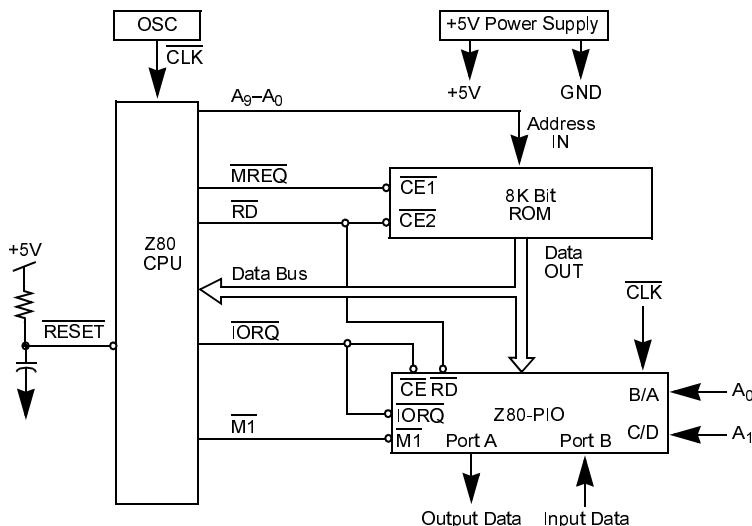 OSC
+5V Power Supply
CLK
A9–A0
+5V
GND
Address
IN
MREQ
CE1
8K Bit
ROM
RD
CE2
Z80
CPU
+5V
Data Bus
Data
OUT
CLK
RESET
IORQ
CE RD
B/A
A0
IORQ
Z80-PIO
M1
M1
Port A
Port B
C/D
A1
Output Data
Input Data